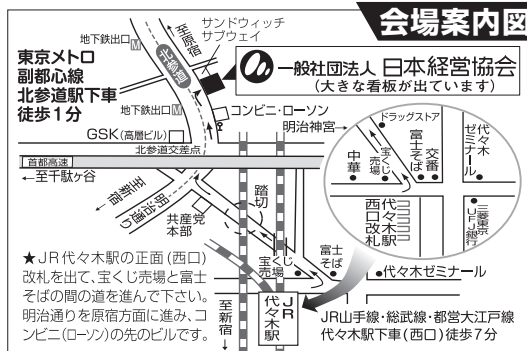 会場案内図
サンドウィッチ
サブウェイ
至原宿
地下鉄出口M
北参道
東京メトロ
副都心線
北参道駅下車
徒歩1分
一般社団法人 日本経営協会
(大きな看板が出ています)
地下鉄出口M
コンビニ・ローソン
明治神宮→
GSK(高層ビル)
北参道交差点
首都高速
←至千駄ヶ谷
至新宿
明治通り
共産党
本部
踏切
ドラッグストア
中華
宝くじ
売場
富士そば
交番
代々木
ゼミナール
代々木駅
西口改札
三菱東京
UFJ銀行
宝くじ
売場
富士
そば
代々木ゼミナール
至新宿
JR
代々木駅
★JR代々木駅の正面(西口)
改札を出て、宝くじ売場と富士
そばの間の道を進んで下さい。
明治通りを原宿方面に進み、コ
ンビニ(ローソン)の先のビルです。
JR山手線・総武線・都営大江戸線
代々木駅下車(西口)徒歩7分